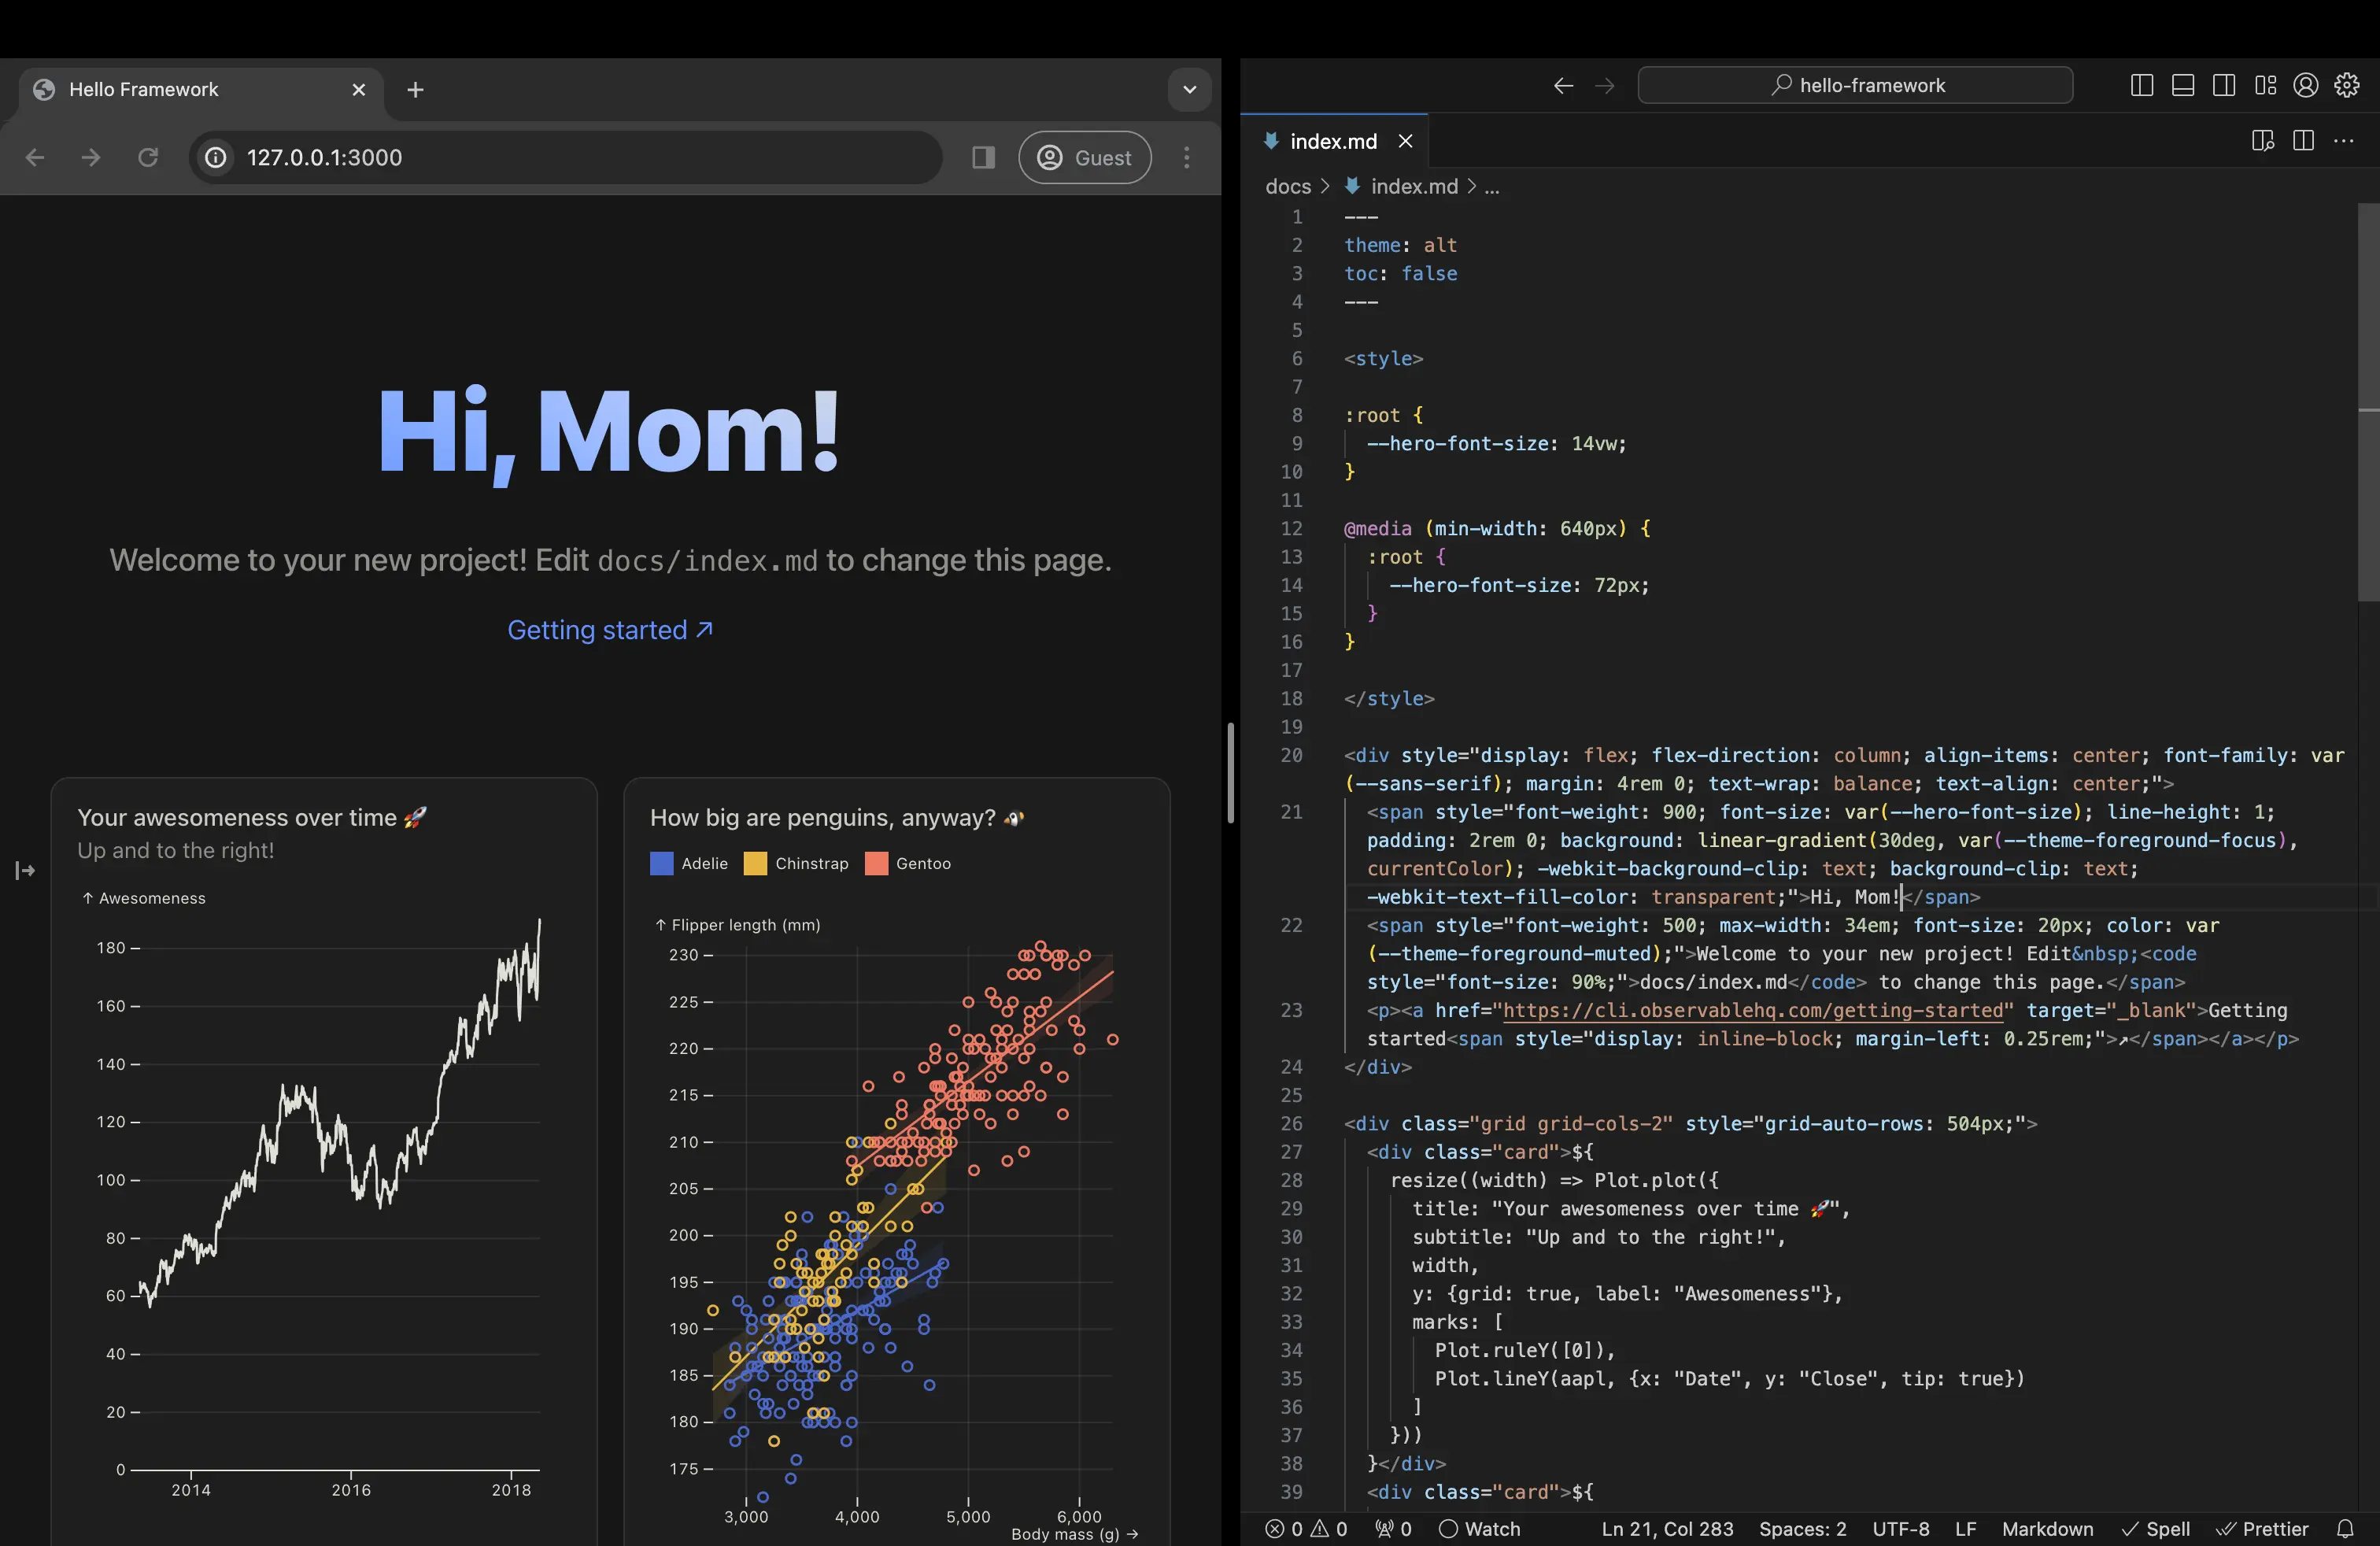 Hello Framework
127.0.0.1:3000
Guest
Hi, Mom!
Welcome to your new project! Edit docs/index.md to change this page.
Getting started ↗
Your awesomeness over time 🚀
Up and to the right!
↑ Awesomeness
180
160
140
120
100
80
60
40
20
0
2014 2016 2018
How big are penguins, anyway? 🐧
Adelie Chinstrap Gentoo
↑ Flipper length (mm)
230
225
220
215
210
205
200
195
190
185
180
175
3,000 4,000 5,000 6,000
Body mass (g) →
hello-framework
index.md
docs > index.md > ...
1 ---
2 theme: alt
3 toc: false
4 ---
5
6 <style>
7
8 :root {
9 --hero-font-size: 14vw;
10 }
11
12 @media (min-width: 640px) {
13 :root {
14 --hero-font-size: 72px;
15 }
16 }
17
18 </style>
19
20 <div style="display: flex; flex-direction: column; align-items: center; font-family: var
(--sans-serif); margin: 4rem 0; text-wrap: balance; text-align: center;">
21 <span style="font-weight: 900; font-size: var(--hero-font-size); line-height: 1;
padding: 2rem 0; background: linear-gradient(30deg, var(--theme-foreground-focus),
currentColor); -webkit-background-clip: text; background-clip: text;
-webkit-text-fill-color: transparent;">Hi, Mom!</span>
22 <span style="font-weight: 500; max-width: 34em; font-size: 20px; color: var
(--theme-foreground-muted);">Welcome to your new project! Edit&nbsp;<code
style="font-size: 90%;">docs/index.md</code> to change this page.</span>
23 <p><a href="https://cli.observablehq.com/getting-started" target="_blank">Getting
started<span style="display: inline-block; margin-left: 0.25rem;">↗</span></a></p>
24 </div>
25
26 <div class="grid grid-cols-2" style="grid-auto-rows: 504px;">
27 <div class="card">${
28 resize((width) => Plot.plot({
29 title: "Your awesomeness over time 🚀",
30 subtitle: "Up and to the right!",
31 width,
32 y: {grid: true, label: "Awesomeness"},
33 marks: [
34 Plot.ruleY([0]),
35 Plot.lineY(aapl, {x: "Date", y: "Close", tip: true})
36 ]
37 }))
38 }</div>
39 <div class="card">${
0 0 0 Watch Ln 21, Col 283 Spaces: 2 UTF-8 LF Markdown Spell Prettier